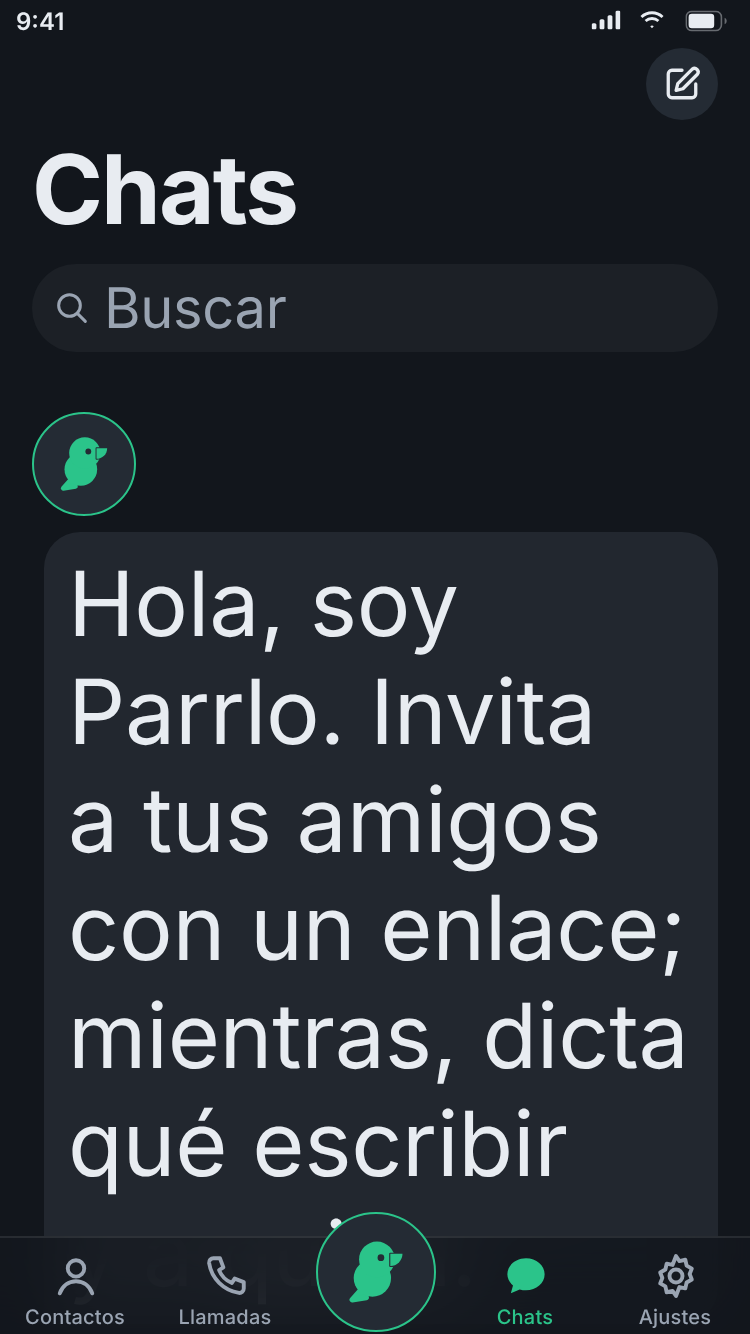 9:41
Chats
Buscar
Hola, soy
Parrlo. Invita
a tus amigos
con un enlace;
mientras, dicta
qué escribir
Contactos
Llamadas
Chats
Ajustes